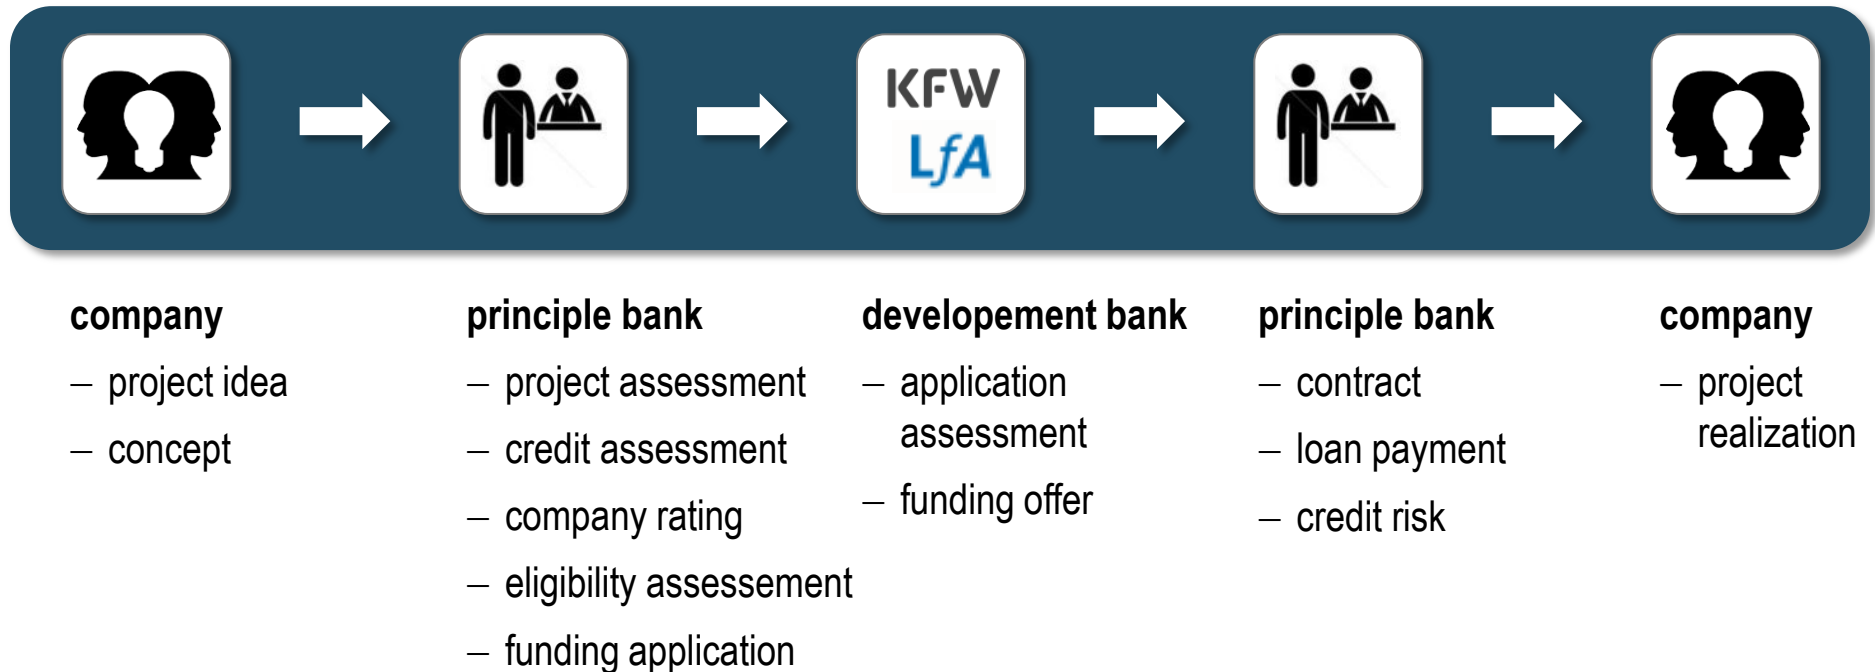 KFW
LfA
company
– project idea
– concept
principle bank
– project assessment
– credit assessment
– company rating
– eligibility assessement
– funding application
developement bank
– application
assessment
– funding offer
principle bank
– contract
– loan payment
– credit risk
company
– project
realization